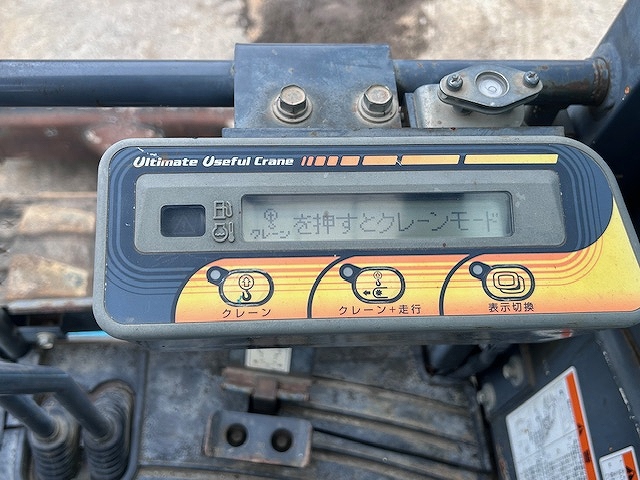 Ultimate Useful Crane
クレーン を押すとクレーンモード
クレーン
クレーン+走行
表示切換